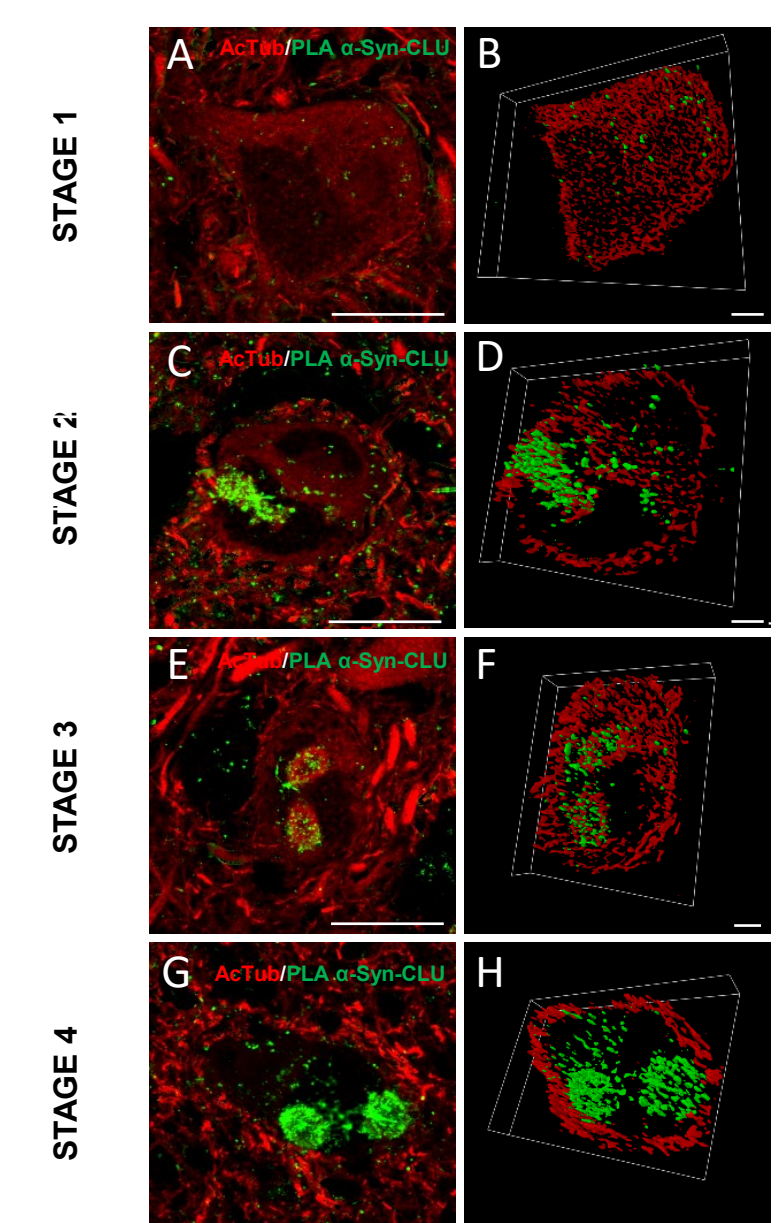 STAGE 1
A AcTub/PLA α-Syn-CLU
B
STAGE 2
C AcTub/PLA α-Syn-CLU
D
STAGE 3
E AcTub/PLA α-Syn-CLU
F
STAGE 4
G AcTub/PLA α-Syn-CLU
H